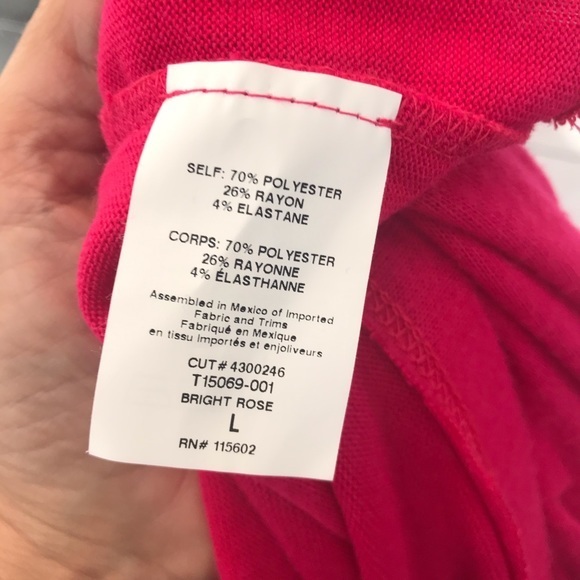 SELF: 70% POLYESTER
26% RAYON
4% ELASTANE
CORPS: 70% POLYESTER
26% RAYONNE
4% ÉLASTHANNE
Assembled in Mexico of Imported
Fabric and Trims
Fabriqué en Mexique
en tissu importés et enjoliveurs
CUT# 4300246
T15069-001
BRIGHT ROSE
L
RN# 115602